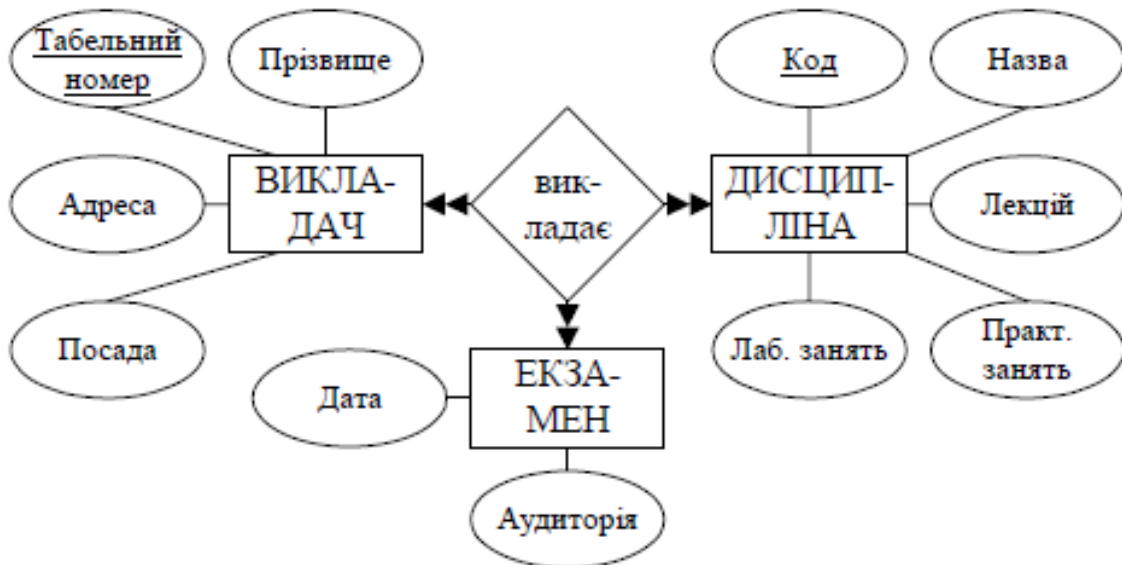 Табельний
номер
Прізвище
Код
Назва
Адреса
ВИКЛА-
ДАЧ
вик-
ладає
ДИСЦИП-
ЛІНА
Лекцій
Посада
Дата
ЕКЗА-
МЕН
Лаб. занять
Практ.
занять
Аудиторія